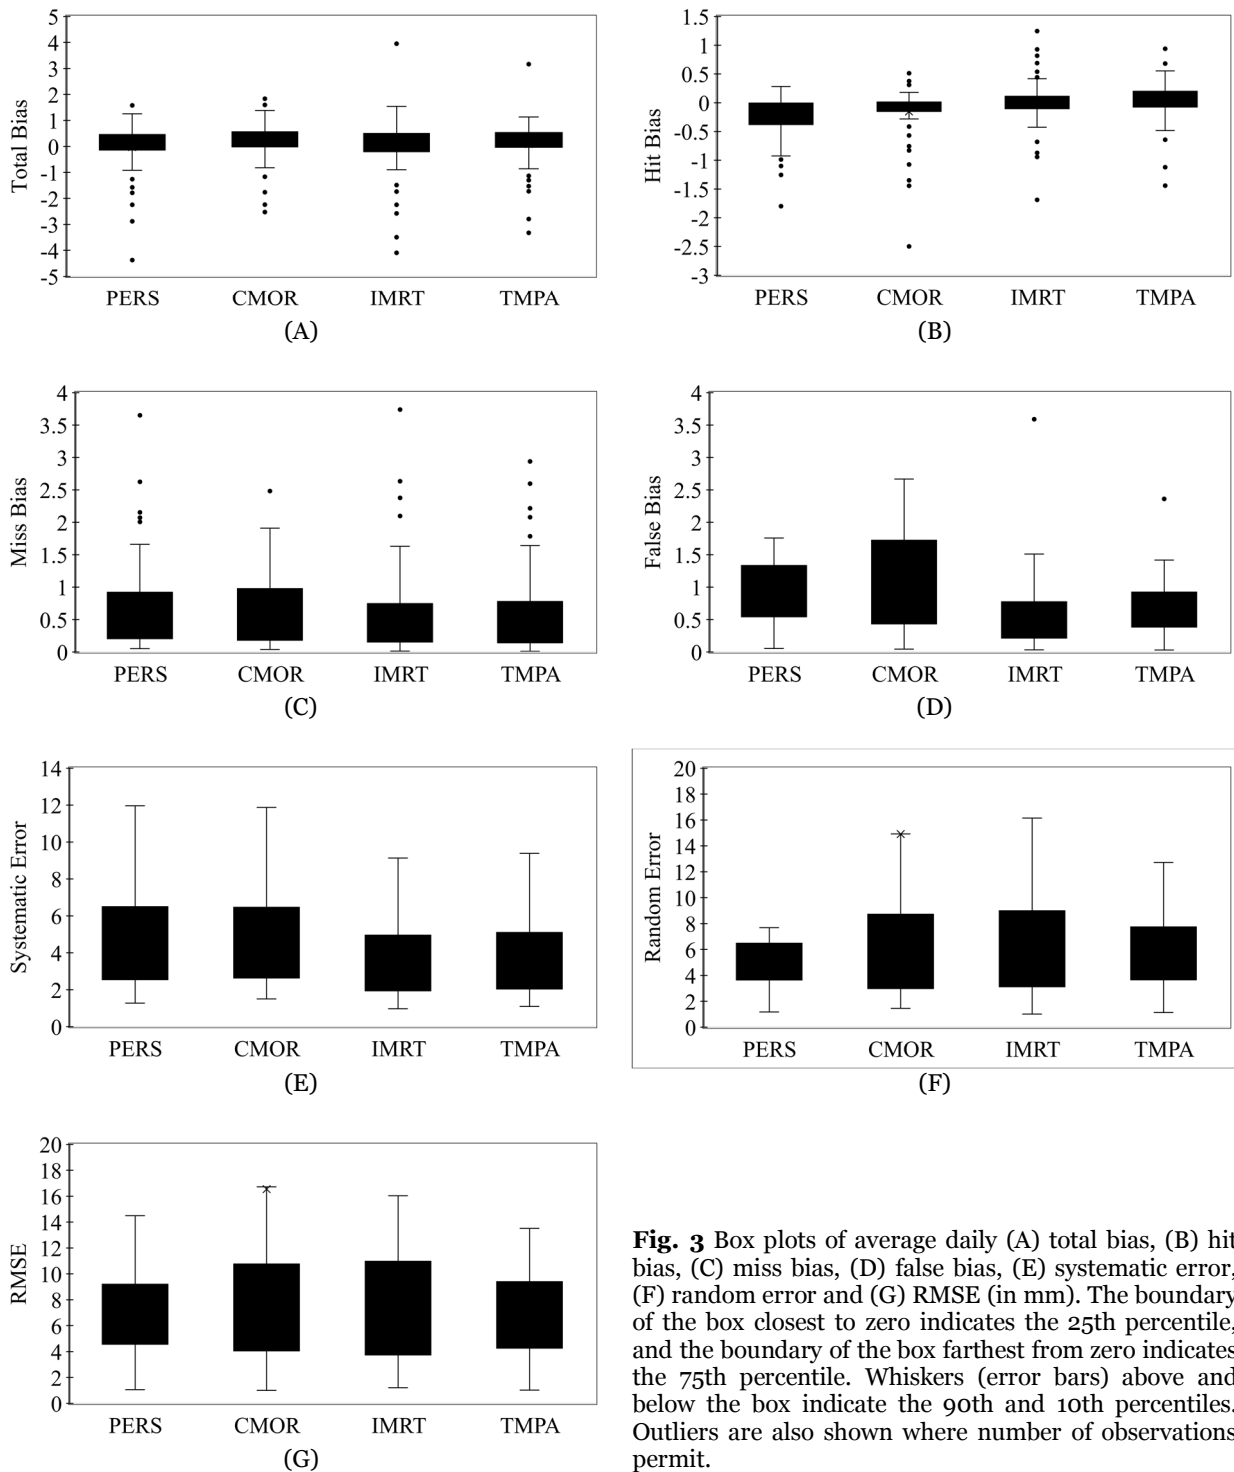 5
4
3
2
1
0
-1
-2
-3
-4
-5
Total Bias
PERS CMOR IMRT TMPA
(A)
1.5
1
0.5
0
-0.5
-1
-1.5
-2
-2.5
-3
Hit Bias
PERS CMOR IMRT TMPA
(B)
4
3.5
3
2.5
2
1.5
1
0.5
0
Miss Bias
PERS CMOR IMRT TMPA
(C)
4
3.5
3
2.5
2
1.5
1
0.5
0
False Bias
PERS CMOR IMRT TMPA
(D)
14
12
10
8
6
4
2
0
Systematic Error
PERS CMOR IMRT TMPA
(E)
20
18
16
14
12
10
8
6
4
2
0
Random Error
PERS CMOR IMRT TMPA
(F)
20
18
16
14
12
10
8
6
4
2
0
RMSE
PERS CMOR IMRT TMPA
(G)
Fig. 3 Box plots of average daily (A) total bias, (B) hit
bias, (C) miss bias, (D) false bias, (E) systematic error,
(F) random error and (G) RMSE (in mm). The boundary
of the box closest to zero indicates the 25th percentile,
and the boundary of the box farthest from zero indicates
the 75th percentile. Whiskers (error bars) above and
below the box indicate the 90th and 10th percentiles.
Outliers are also shown where number of observations
permit.